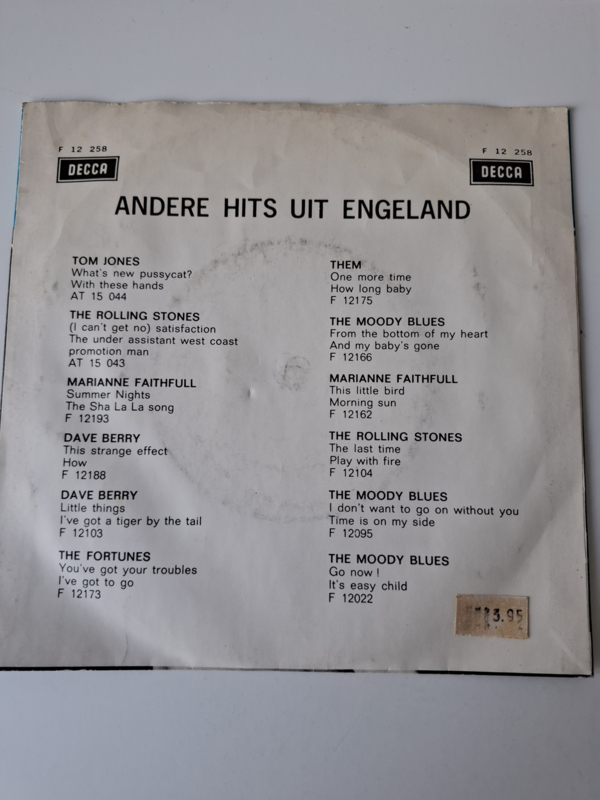 F 12 258
DECCA
F 12 258
DECCA
ANDERE HITS UIT ENGELAND
TOM JONES
What's new pussycat?
With these hands
AT 15 044
THE ROLLING STONES
(I can't get no) satisfaction
The under assistant west coast
promotion man
AT 15 043
MARIANNE FAITHFULL
Summer Nights
The Sha La La song
F 12193
DAVE BERRY
This strange effect
How
F 12188
DAVE BERRY
Little things
I've got a tiger by the tail
F 12103
THE FORTUNES
You've got your troubles
I've got to go
F 12173
THEM
One more time
How long baby
F 12175
THE MOODY BLUES
From the bottom of my heart
And my baby's gone
F 12166
MARIANNE FAITHFULL
This little bird
Morning sun
F 12162
THE ROLLING STONES
The last time
Play with fire
F 12104
THE MOODY BLUES
I don't want to go on without you
Time is on my side
F 12095
THE MOODY BLUES
Go now !
It's easy child
F 12022
3.95